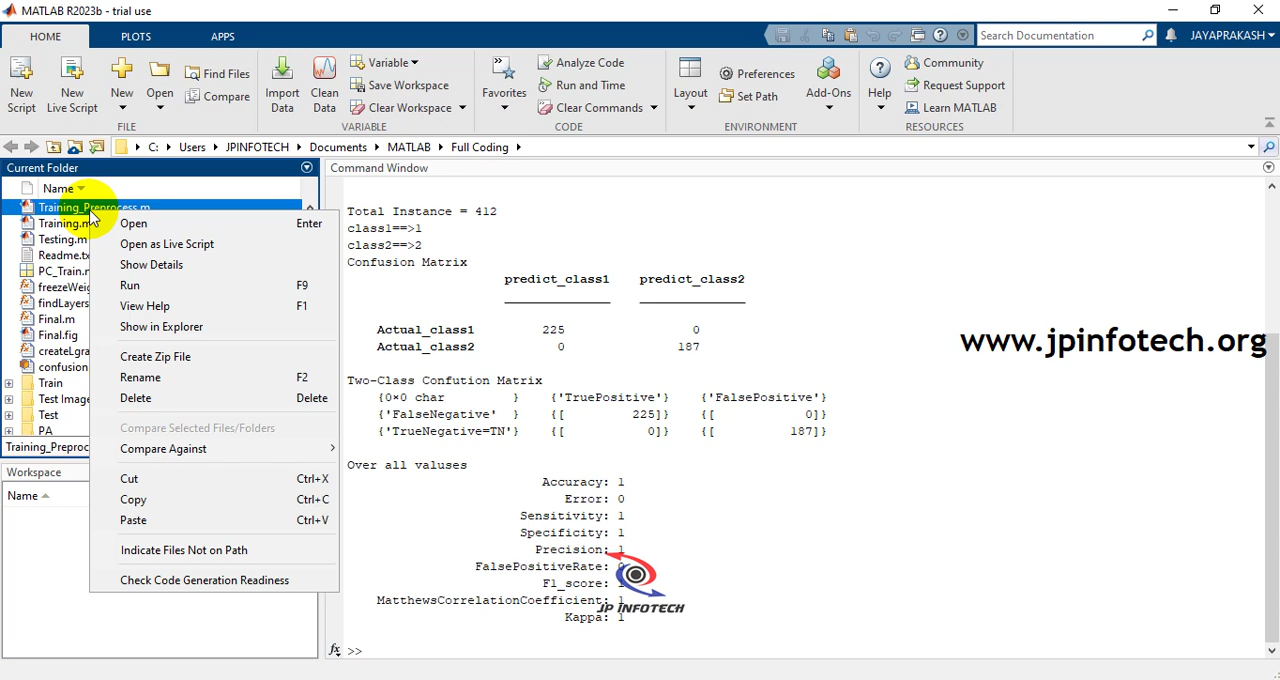 MATLAB R2023b - trial use
HOME PLOTS APPS
Search Documentation
JAYAPRAKASH
New Script
New Live Script
New
Open
Find Files
Compare
Import Data
Clean Data
Variable
Save Workspace
Clear Workspace
Favorites
Analyze Code
Run and Time
Clear Commands
Layout
Preferences
Set Path
Add-Ons
Help
Community
Request Support
Learn MATLAB
FILE VARIABLE CODE ENVIRONMENT RESOURCES
C: Users JPINFOTECH Documents MATLAB Full Coding
Current Folder
Name
Training_Preprocess.m
Training.m
Testing.m
Readme.tx
PC_Train.m
freezeWeig
findLayers
Final.m
Final.fig
createLgra
confusion
Train
Test Image
Test
PA
Training_Preproc
Workspace
Name
Open Enter
Open as Live Script
Show Details
Run F9
View Help F1
Show in Explorer
Create Zip File
Rename F2
Delete Delete
Compare Selected Files/Folders
Compare Against
Cut Ctrl+X
Copy Ctrl+C
Paste Ctrl+V
Indicate Files Not on Path
Check Code Generation Readiness
Command Window
Total Instance = 412
class1==>1
class2==>2
Confusion Matrix
predict_class1 predict_class2
Actual_class1 225 0
Actual_class2 0 187
Two-Class Confution Matrix
{0×0 char } {'TruePositive'} {'FalsePositive'}
{'FalseNegative' } {[ 225]} {[ 0]}
{'TrueNegative=TN'} {[ 0]} {[ 187]}
Over all valuses
Accuracy: 1
Error: 0
Sensitivity: 1
Specificity: 1
Precision: 1
FalsePositiveRate: 0
F1_score: 1
MatthewsCorrelationCoefficient: 1
Kappa: 1
fx >>
JP INFOTECH
www.jpinfotech.org